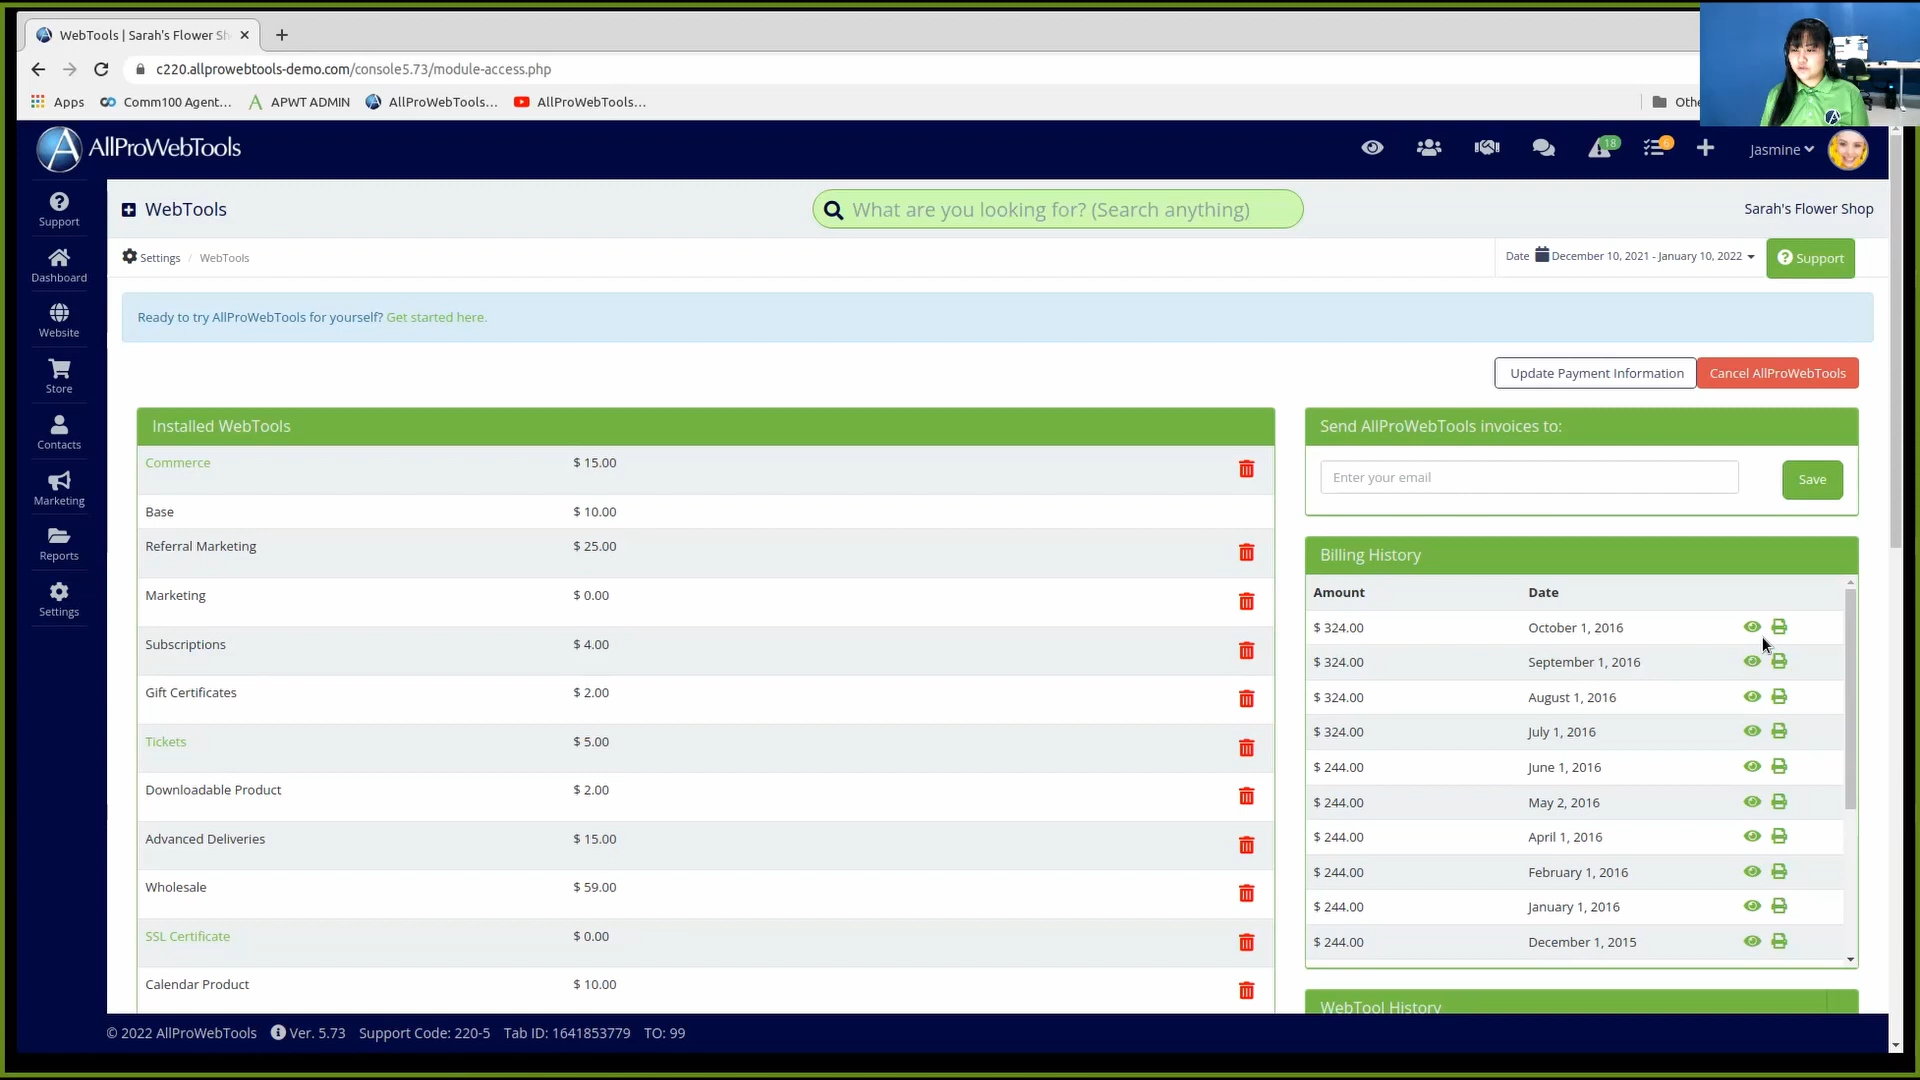 WebTools | Sarah's Flower Sh
c220.allprowebtools-demo.com/console5.73/module-access.php
Apps Comm100 Agent... APWT ADMIN AllProWebTools... AllProWebTools... Othe
AllProWebTools 18 6 Jasmine
Support
Dashboard
Website
Store
Contacts
Marketing
Reports
Settings
WebTools What are you looking for? (Search anything) Sarah's Flower Shop
Settings / WebTools Date December 10, 2021 - January 10, 2022 Support
Ready to try AllProWebTools for yourself? Get started here.
Update Payment Information Cancel AllProWebTools
Installed WebTools
Commerce $ 15.00
Base $ 10.00
Referral Marketing $ 25.00
Marketing $ 0.00
Subscriptions $ 4.00
Gift Certificates $ 2.00
Tickets $ 5.00
Downloadable Product $ 2.00
Advanced Deliveries $ 15.00
Wholesale $ 59.00
SSL Certificate $ 0.00
Calendar Product $ 10.00
Send AllProWebTools invoices to:
Enter your email Save
Billing History
Amount Date
$ 324.00 October 1, 2016
$ 324.00 September 1, 2016
$ 324.00 August 1, 2016
$ 324.00 July 1, 2016
$ 244.00 June 1, 2016
$ 244.00 May 2, 2016
$ 244.00 April 1, 2016
$ 244.00 February 1, 2016
$ 244.00 January 1, 2016
$ 244.00 December 1, 2015
WebTool History
© 2022 AllProWebTools Ver. 5.73 Support Code: 220-5 Tab ID: 1641853779 TO: 99